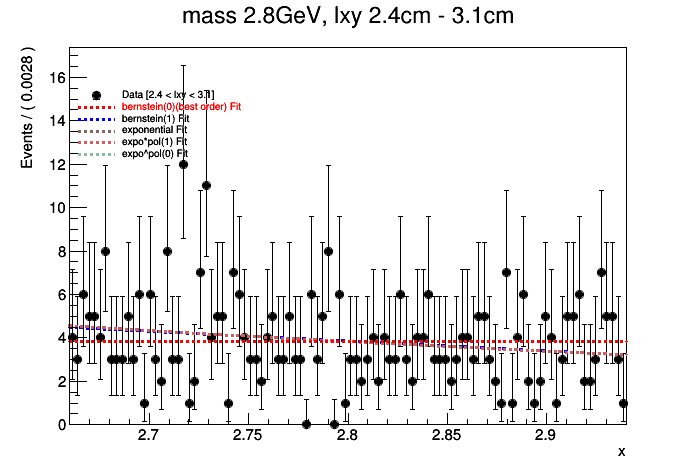 mass 2.8GeV, lxy 2.4cm - 3.1cm
Events / ( 0.0028 )
16
14
12
10
8
6
4
2
0
Data [2.4 < lxy < 3.1]
bernstein(0)(best order) Fit
bernstein(1) Fit
exponential Fit
expo*pol(1) Fit
expo^pol(0) Fit
2.7
2.75
2.8
2.85
2.9
x